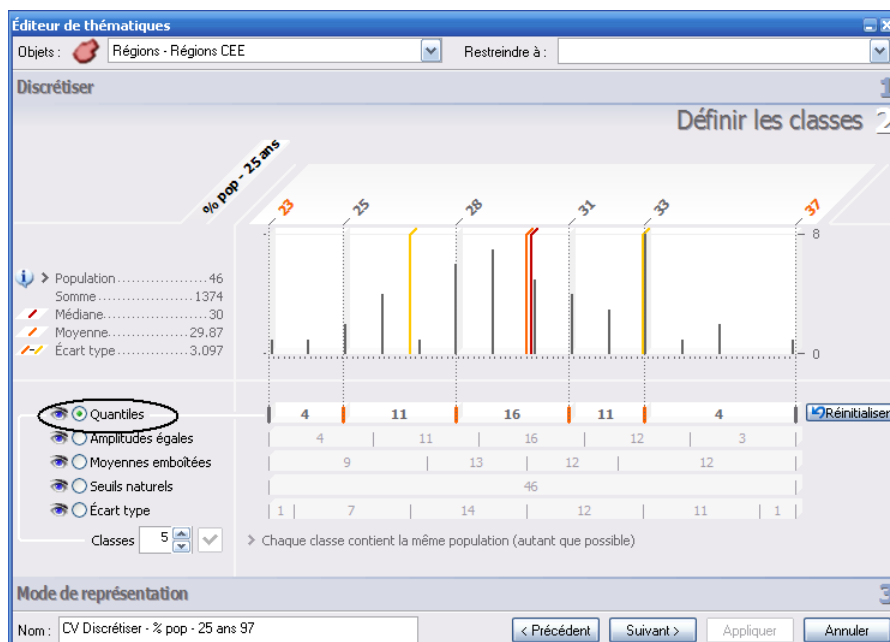 Éditeur de thématiques
Objets : Régions - Régions CEE Restreindre à :
Discrétiser 1
Définir les classes 2
% pop - 25 ans
23 25 28 31 33 37
8
0
Population 46
Somme 1374
Médiane 30
Moyenne 29.87
Écart type 3.097
Quantiles 4 11 16 11 4 Réinitialiser
Amplitudes égales 4 11 16 12 3
Moyennes emboîtées 9 13 12 12
Seuils naturels 46
Écart type 1 7 14 12 11 1
Classes 5 > Chaque classe contient la même population (autant que possible)
Mode de représentation 3
Nom : CV Discrétiser - % pop - 25 ans 97 < Précédent Suivant > Appliquer Annuler